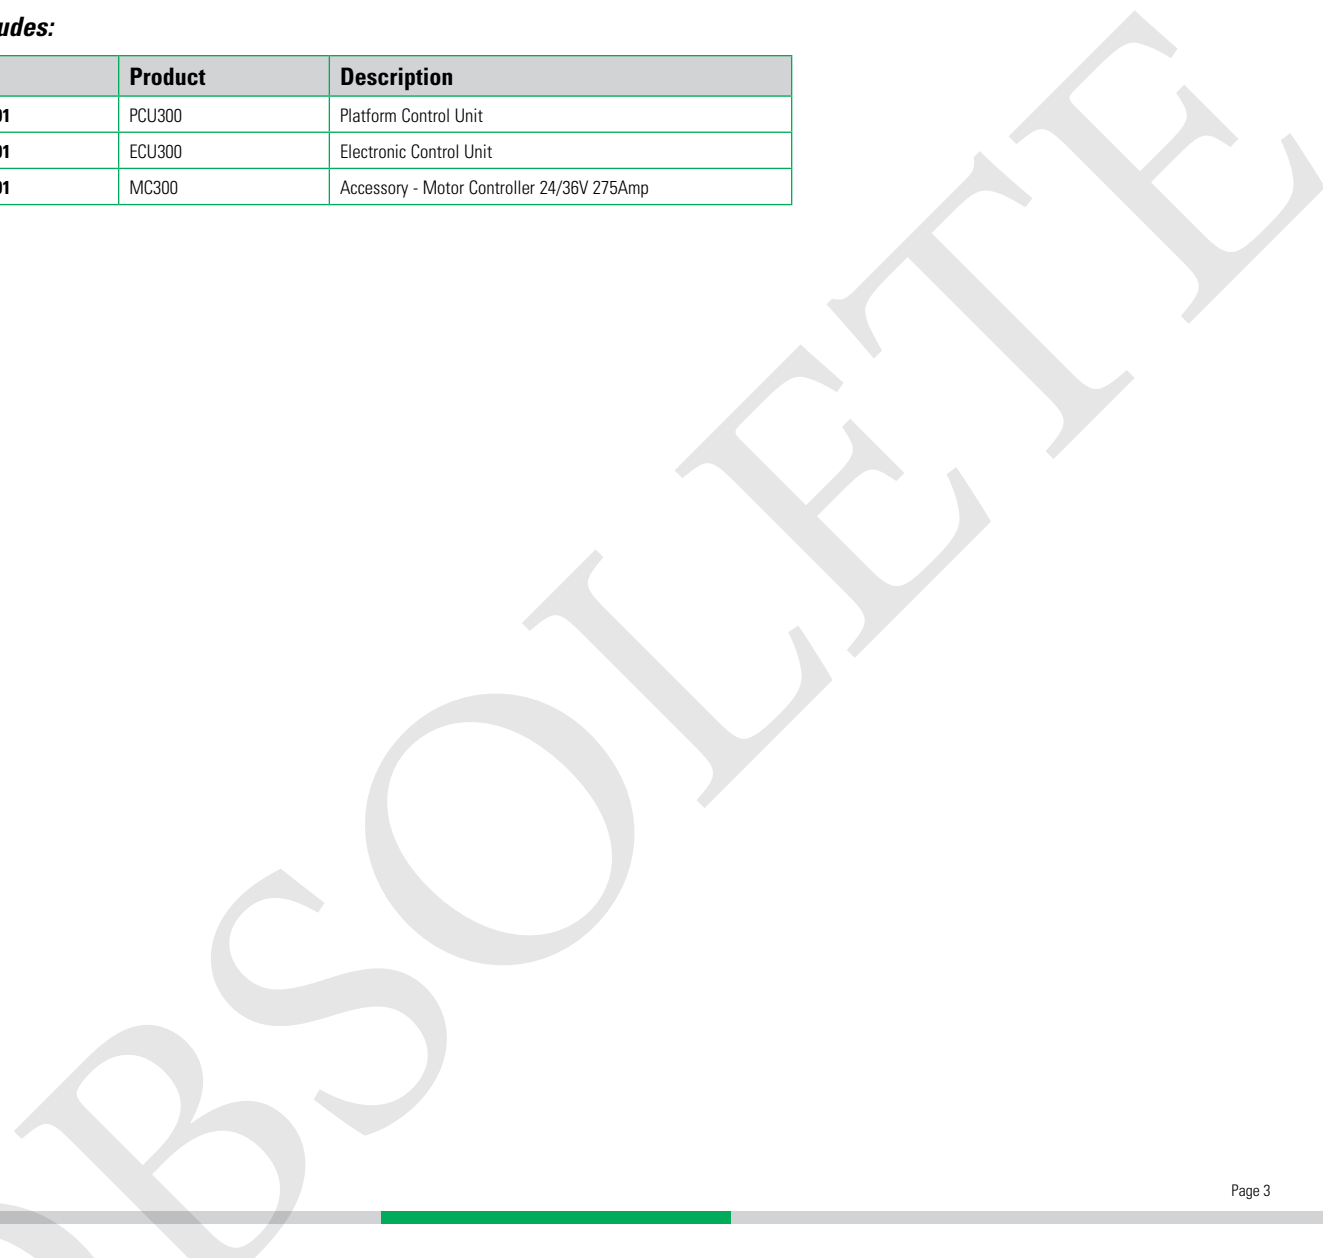 udes:
Product Description
01 PCU300 Platform Control Unit
01 ECU300 Electronic Control Unit
01 MC300 Accessory - Motor Controller 24/36V 275Amp
OBSOLETE
Page 3